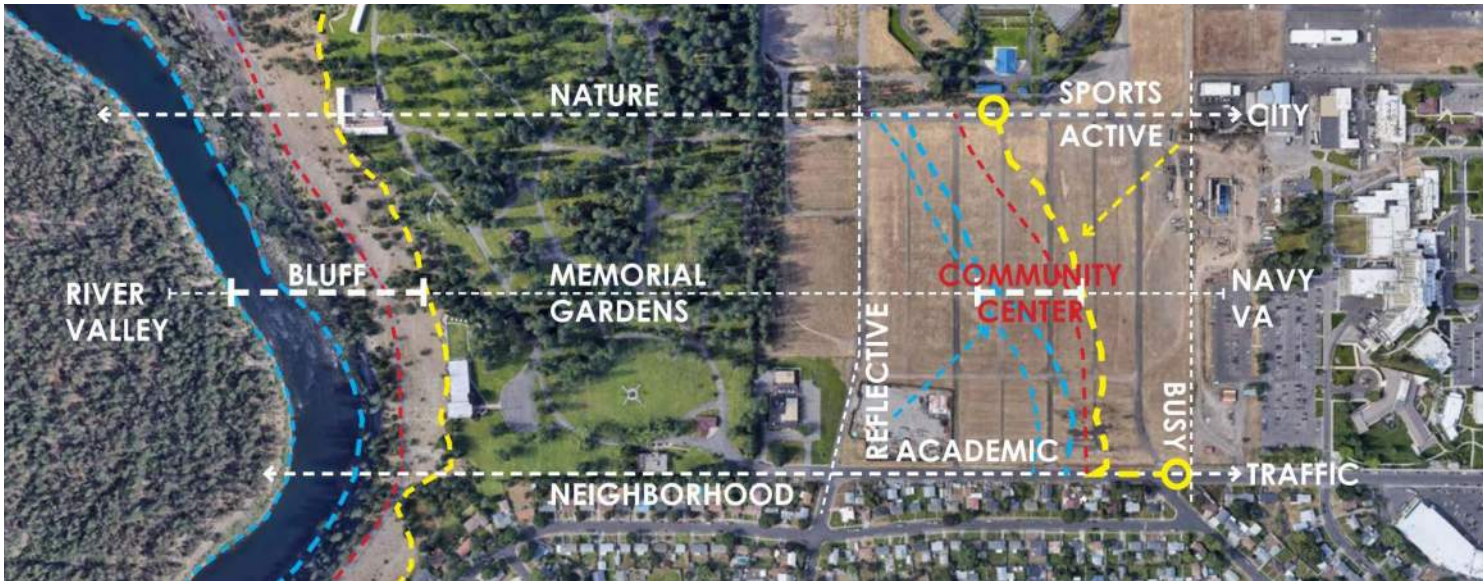 NATURE
SPORTS
ACTIVE
CITY
RIVER
VALLEY
BLUFF
MEMORIAL
GARDENS
COMMUNITY
CENTER
NAVY
VA
REFLECTIVE
BUSY
ACADEMIC
NEIGHBORHOOD
TRAFFIC